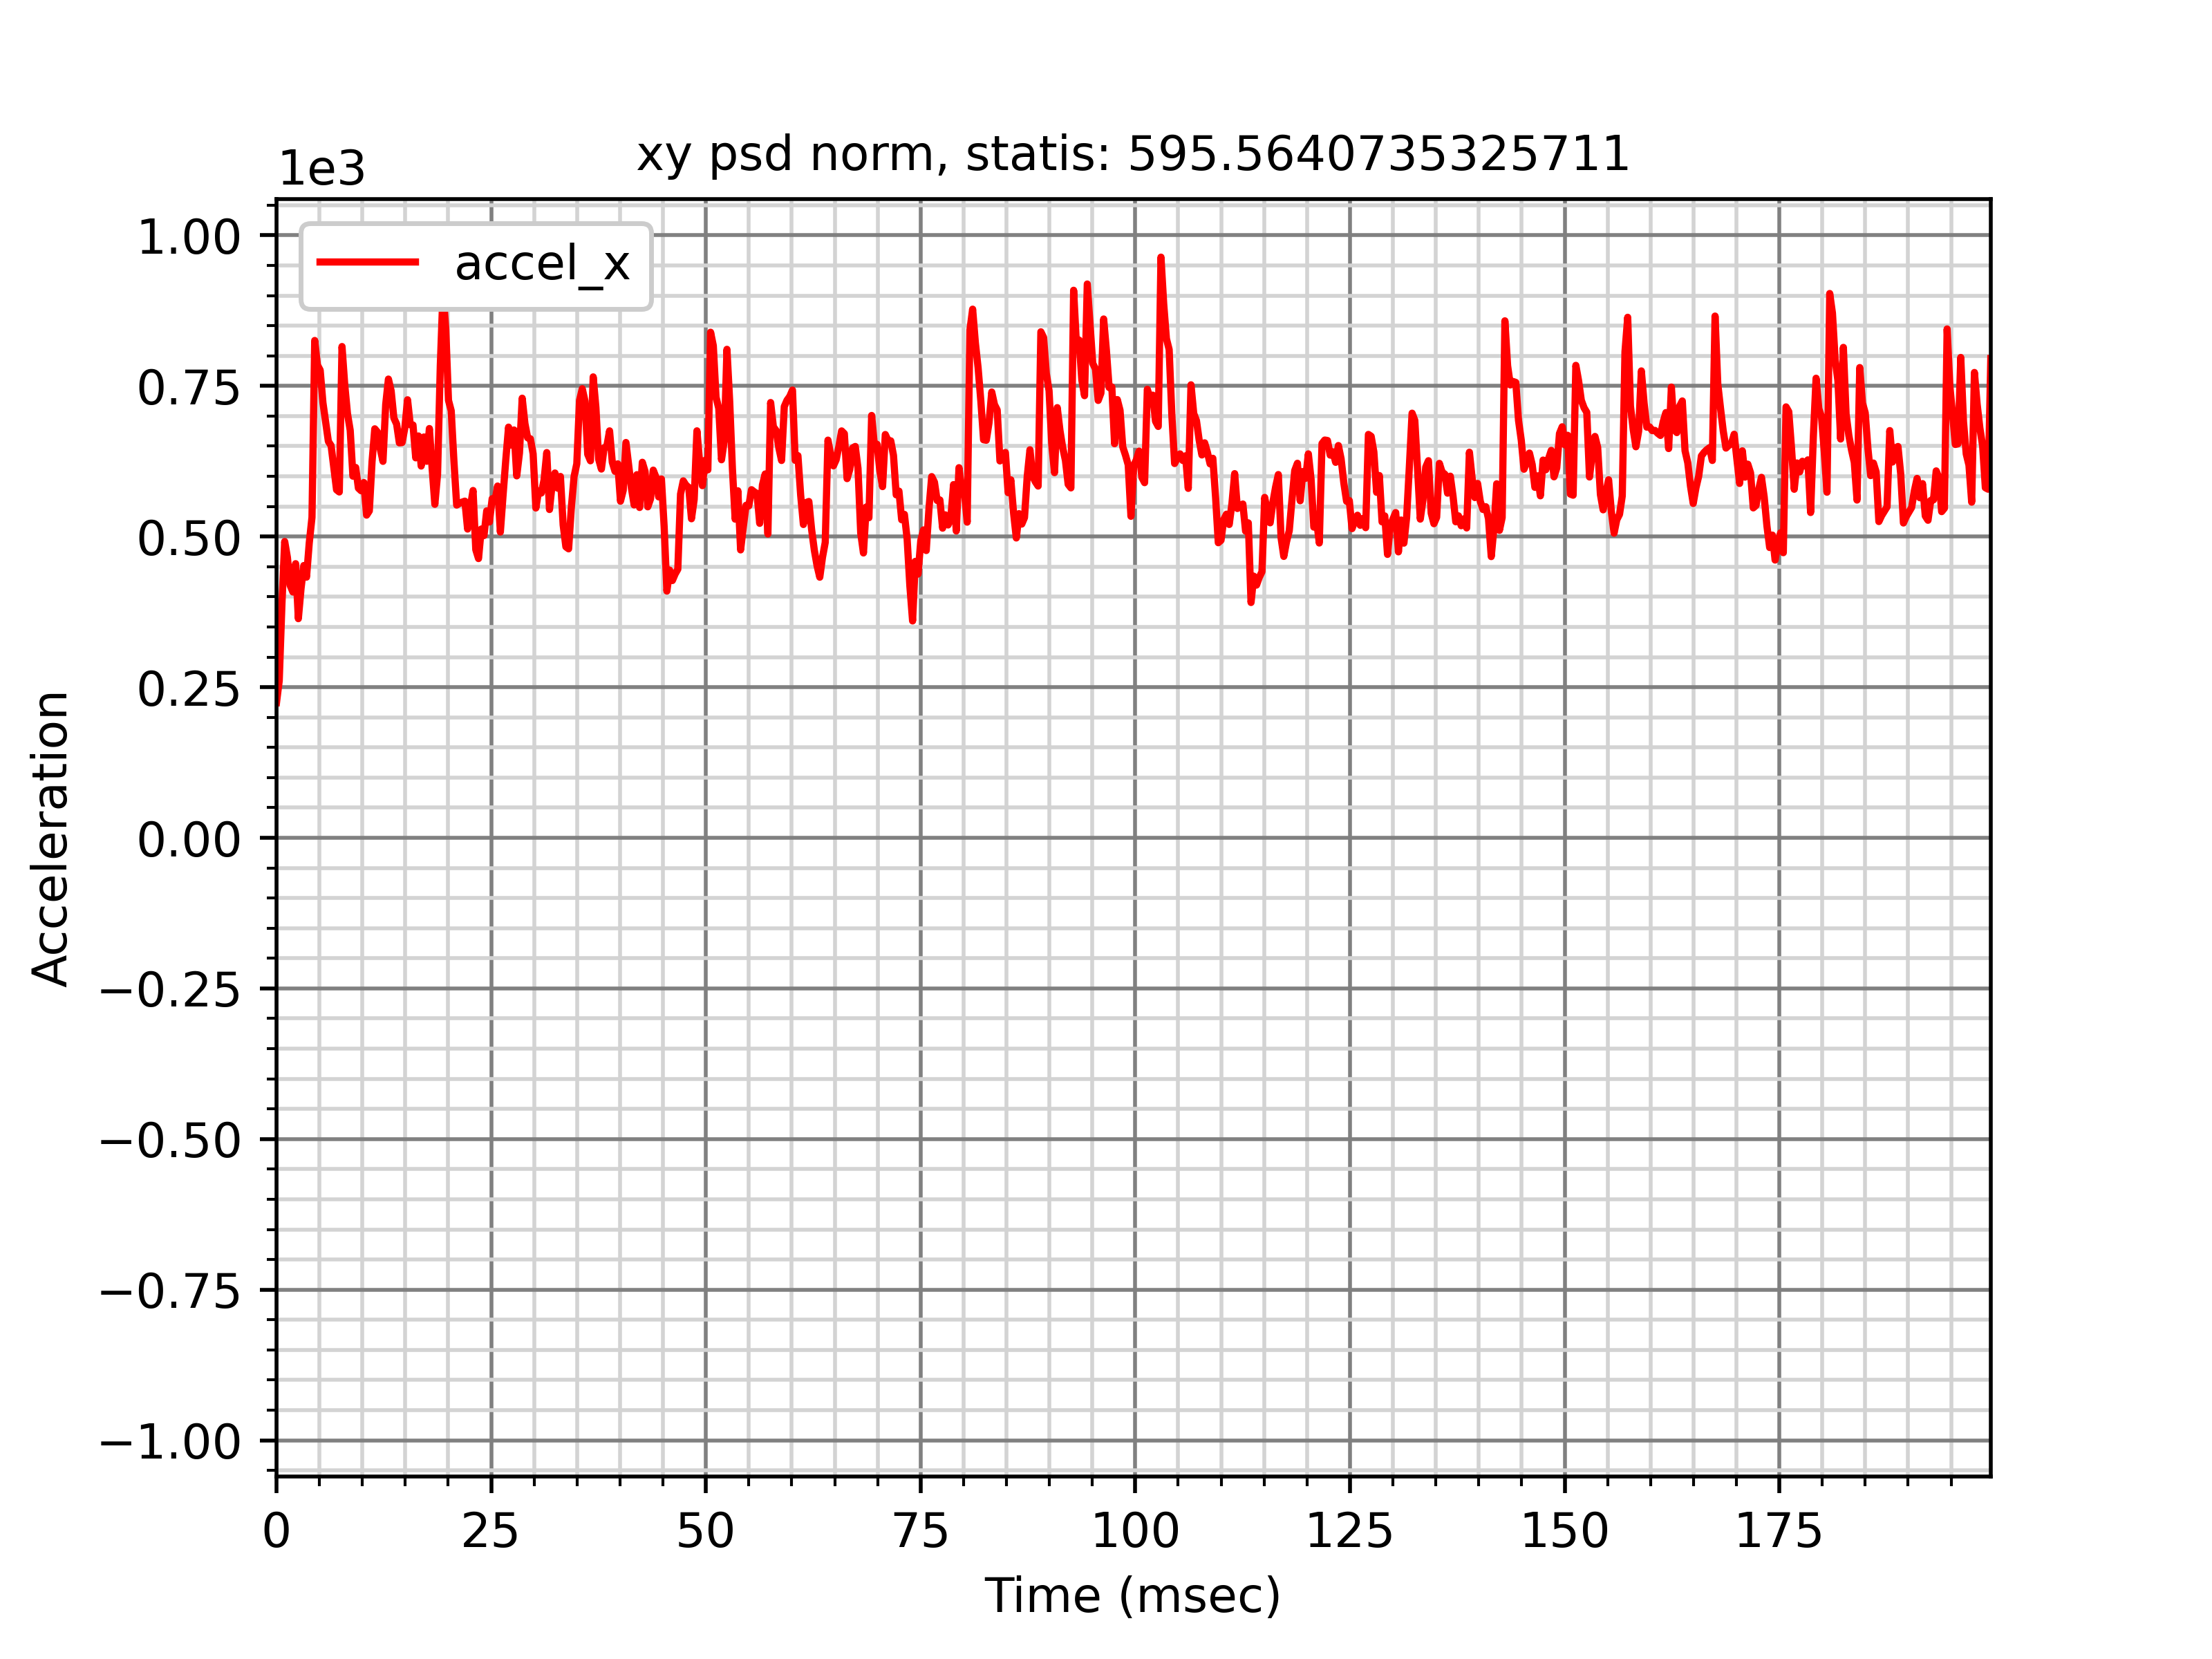 xy psd norm, statis: 595.5640735325711
1e3
accel_x
1.00
0.75
0.50
0.25
0.00
−0.25
−0.50
−0.75
−1.00
Acceleration
0 25 50 75 100 125 150 175
Time (msec)